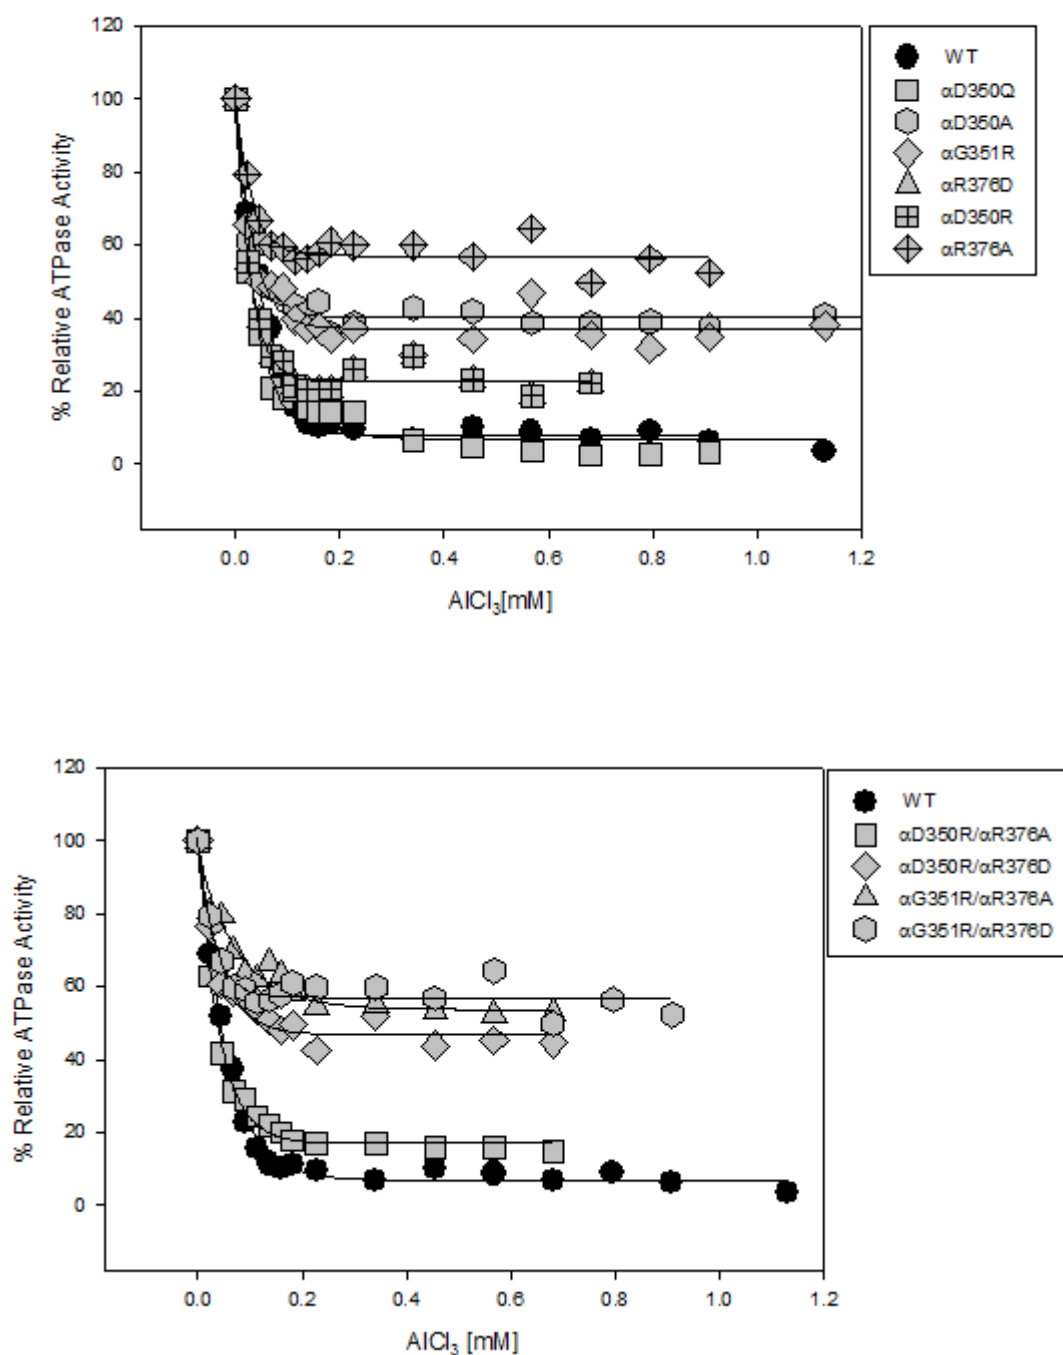 120
100
80
60
40
20
0
% Relative ATPase Activity
0.0 0.2 0.4 0.6 0.8 1.0 1.2
AlCl₃[mM]
WT
αD350Q
αD350A
αG351R
αR376D
αD350R
αR376A
120
100
80
60
40
20
0
% Relative ATPase Activity
0.0 0.2 0.4 0.6 0.8 1.0 1.2
AlCl₃ [mM]
WT
αD350R/αR376A
αD350R/αR376D
αG351R/αR376A
αG351R/αR376D